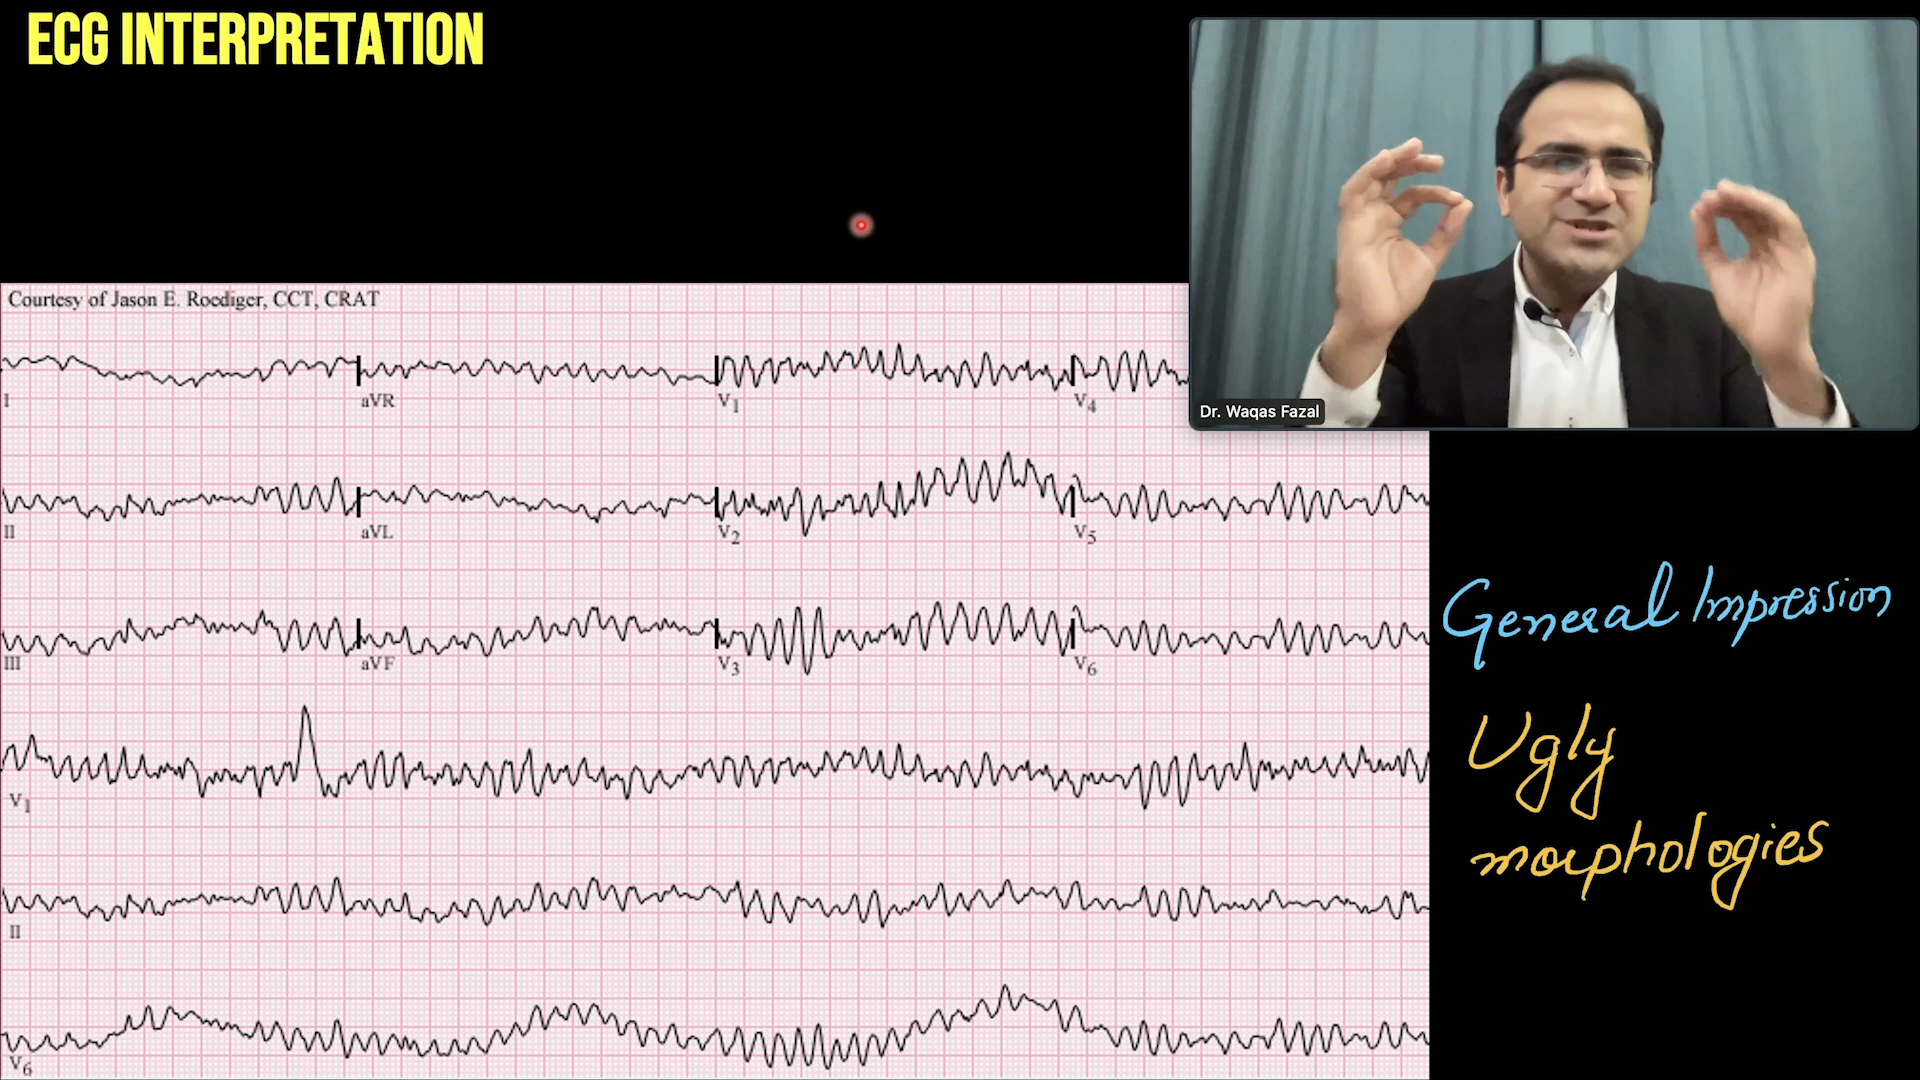 ECG INTERPRETATION
Dr. Waqas Fazal
Courtesy of Jason E. Roediger, CCT, CRAT
I
aVR
V1
V4
II
aVL
V2
V5
III
aVF
V3
V6
V1
II
V6
General Impression
Ugly
morphologies